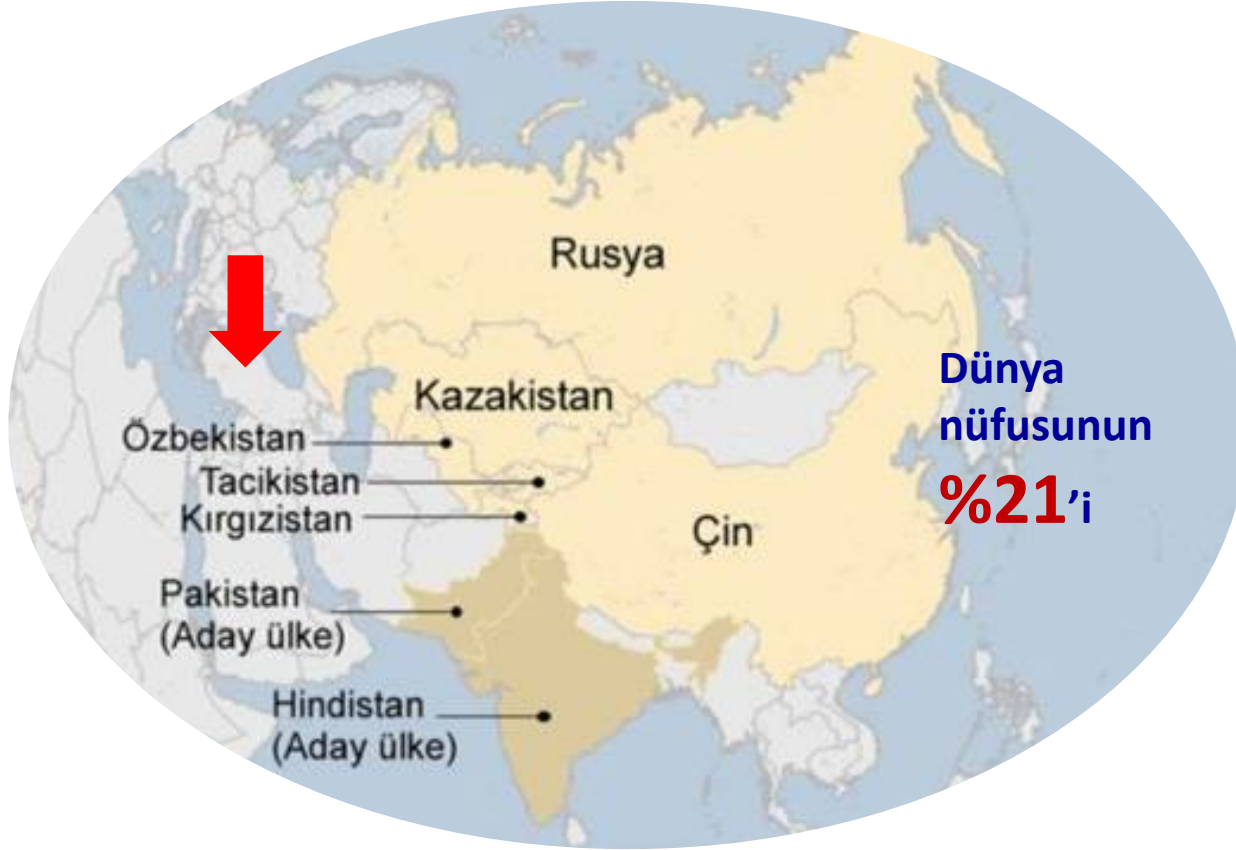 Rusya
Kazakistan
Özbekistan
Tacikistan
Kırgızistan
Çin
Pakistan
(Aday ülke)
Hindistan
(Aday ülke)
Dünya
nüfusunun
%21’i